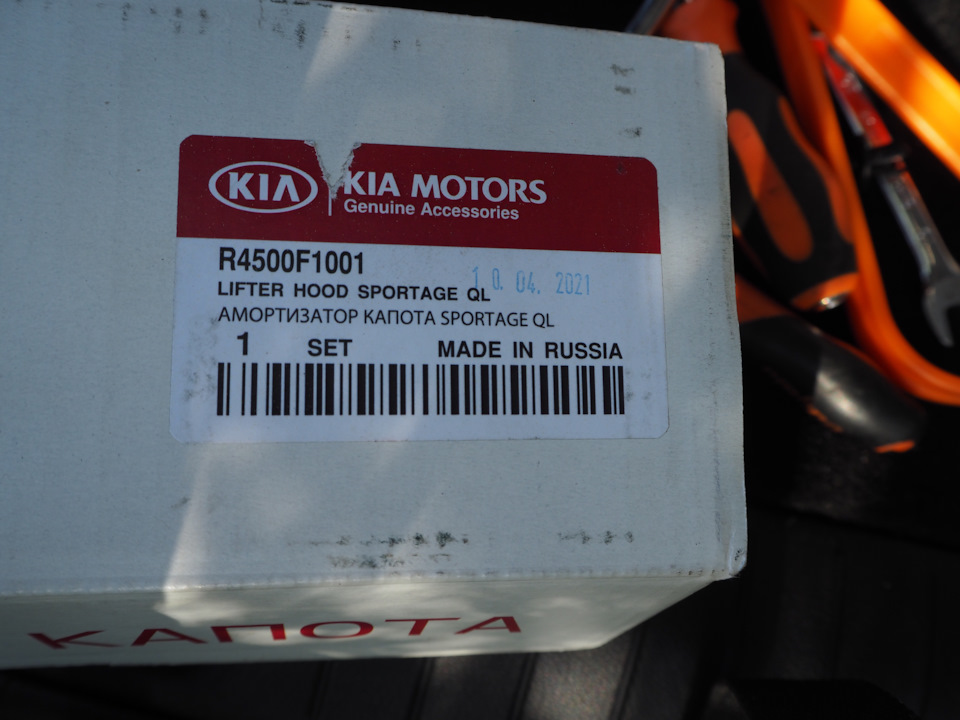 KIA
KIA MOTORS
Genuine Accessories
R4500F1001
10. 04. 2021
LIFTER HOOD SPORTAGE QL
АМОРТИЗАТОР КАПОТА SPORTAGE QL
1 SET MADE IN RUSSIA
КАПОТА